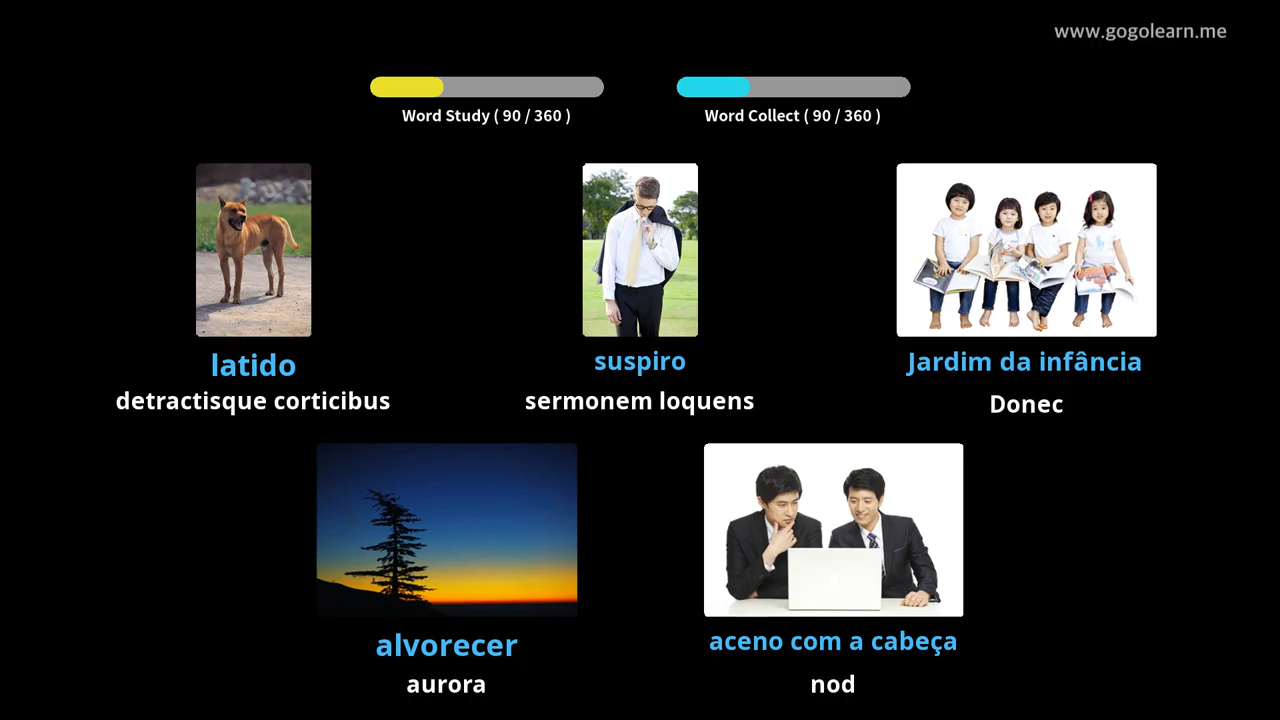 www.gogolearn.me
Word Study ( 90 / 360 )
Word Collect ( 90 / 360 )
latido
detractisque corticibus
suspiro
sermonem loquens
Jardim da infância
Donec
alvorecer
aurora
aceno com a cabeça
nod